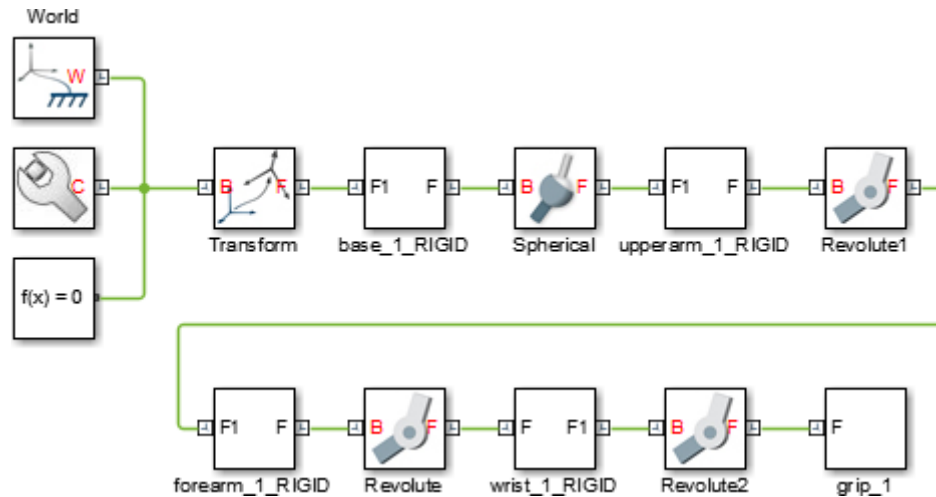 World
W
C
f(x) = 0
B F
F1 F
B F
F1 F
B F
Transform
base_1_RIGID
Spherical
upperarm_1_RIGID
Revolute1
F1 F
B F
F F1
B F
F
forearm_1_RIGID
Revolute
wrist_1_RIGID
Revolute2
grip_1